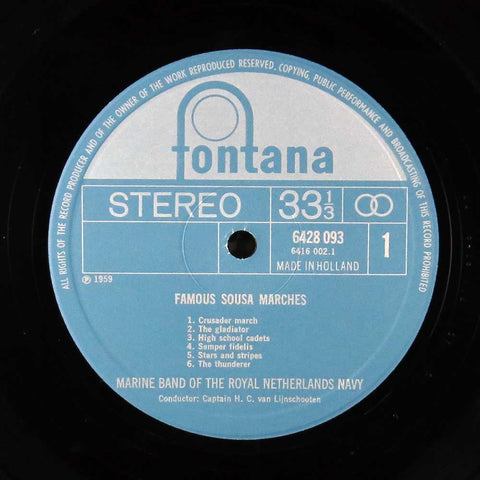 ALL RIGHTS OF THE RECORD PRODUCER AND OF THE OWNER OF THE WORK REPRODUCED RESERVED. COPYING, PUBLIC PERFORMANCE AND BROADCASTING OF THIS RECORD PROHIBITED
fontana
STEREO 33 1/3
6428 093
6416 002.1
MADE IN HOLLAND
1
℗ 1959
FAMOUS SOUSA MARCHES
1. Crusader march
2. The gladiator
3. High school cadets
4. Semper fidelis
5. Stars and stripes
6. The thunderer
MARINE BAND OF THE ROYAL NETHERLANDS NAVY
Conductor: Captain H. C. van Lijnschooten